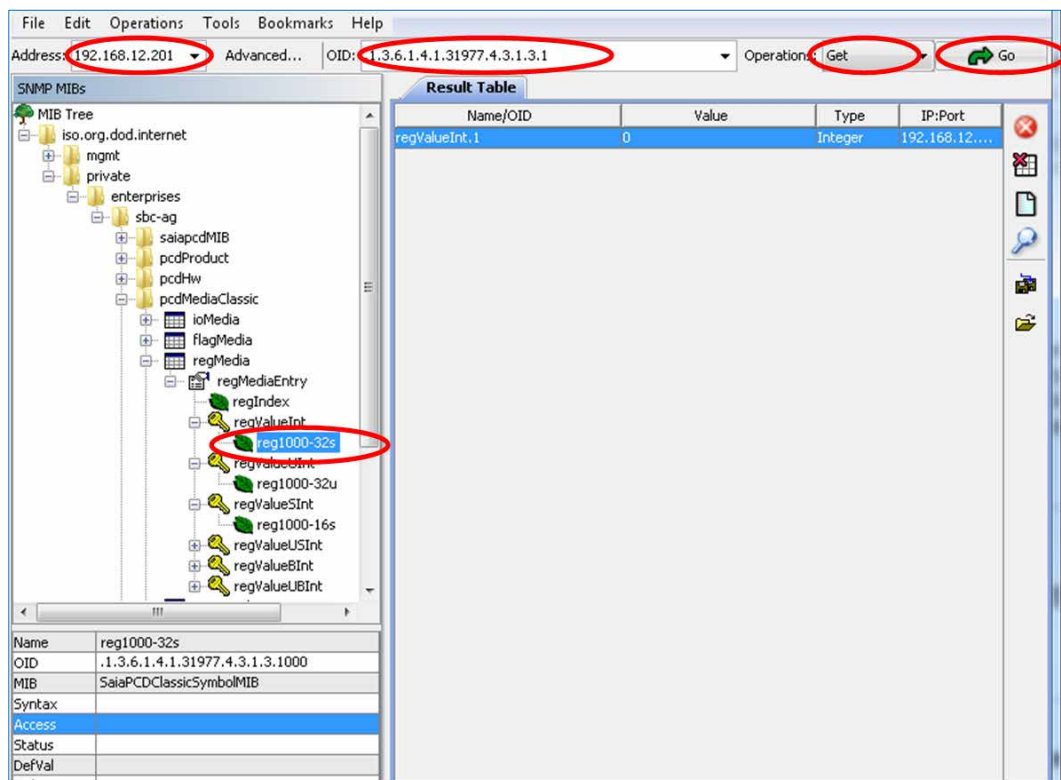 File Edit Operations Tools Bookmarks Help
Address: 192.168.12.201 Advanced... OID: .1.3.6.1.4.1.31977.4.3.1.3.1 Operations: Get Go
SNMP MIBs
MIB Tree
iso.org.dod.internet
mgmt
private
enterprises
sbc-ag
saiapcdMIB
pcdProduct
pcdHw
pcdMediaClassic
ioMedia
flagMedia
regMedia
regMediaEntry
regIndex
regValueInt
reg1000-32s
regValueUInt
reg1000-32u
regValueSInt
reg1000-16s
regValueUSInt
regValueBInt
regValueUBInt
Name reg1000-32s
OID .1.3.6.1.4.1.31977.4.3.1.3.1000
MIB SaiaPCDClassicSymbolMIB
Syntax
Access
Status
DefVal
Result Table
Name/OID Value Type IP:Port
regValueInt.1 0 Integer 192.168.12....